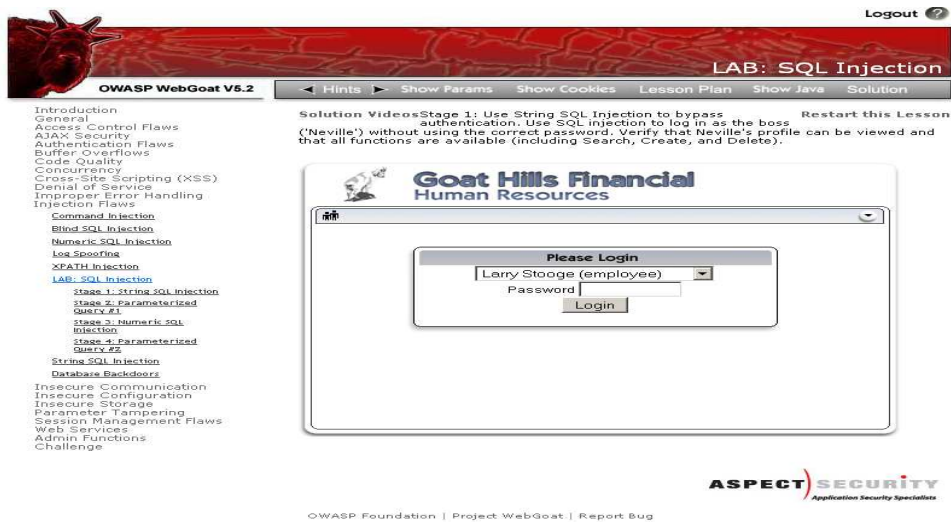 Logout ?
LAB: SQL Injection
OWASP WebGoat V5.2
Hints Show Params Show Cookies Lesson Plan Show Java Solution
Introduction
General
Access Control Flaws
AJAX Security
Authentication Flaws
Buffer Overflows
Code Quality
Concurrency
Cross-Site Scripting (XSS)
Denial of Service
Improper Error Handling
Injection Flaws
Command Injection
Blind SQL Injection
Numeric SQL Injection
Log Spoofing
XPATH Injection
LAB: SQL Injection
Stage 1: String SQL Injection
Stage 2: Parameterized
Query #1
Stage 3: Numeric SQL
Injection
Stage 4: Parameterized
Query #2
String SQL Injection
Database Backdoors
Insecure Communication
Insecure Configuration
Insecure Storage
Parameter Tampering
Session Management Flaws
Web Services
Admin Functions
Challenge
Solution Videos Stage 1: Use String SQL Injection to bypass Restart this Lesson
authentication. Use SQL injection to log in as the boss
('Neville') without using the correct password. Verify that Neville's profile can be viewed and
that all functions are available (including Search, Create, and Delete).
Goat Hills Financial
Human Resources
Please Login
Larry Stooge (employee)
Password
Login
ASPECT) SECURITY
Application Security Specialists
OWASP Foundation | Project WebGoat | Report Bug